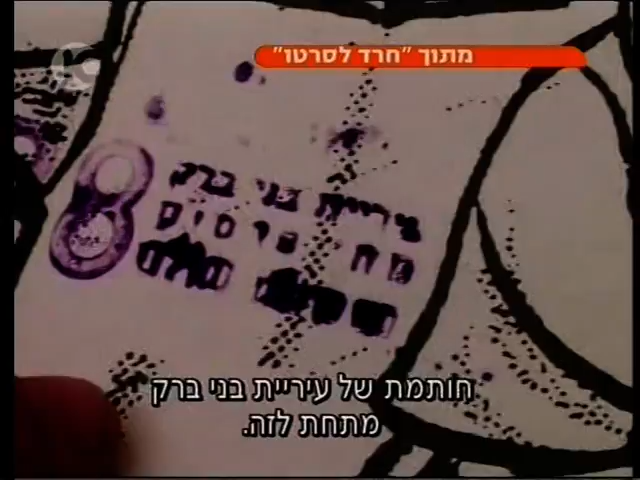 מתוך "חרד לסרטו"
עיריית בני ברק
חותמת של עיריית בני ברק
מתחת לזה.